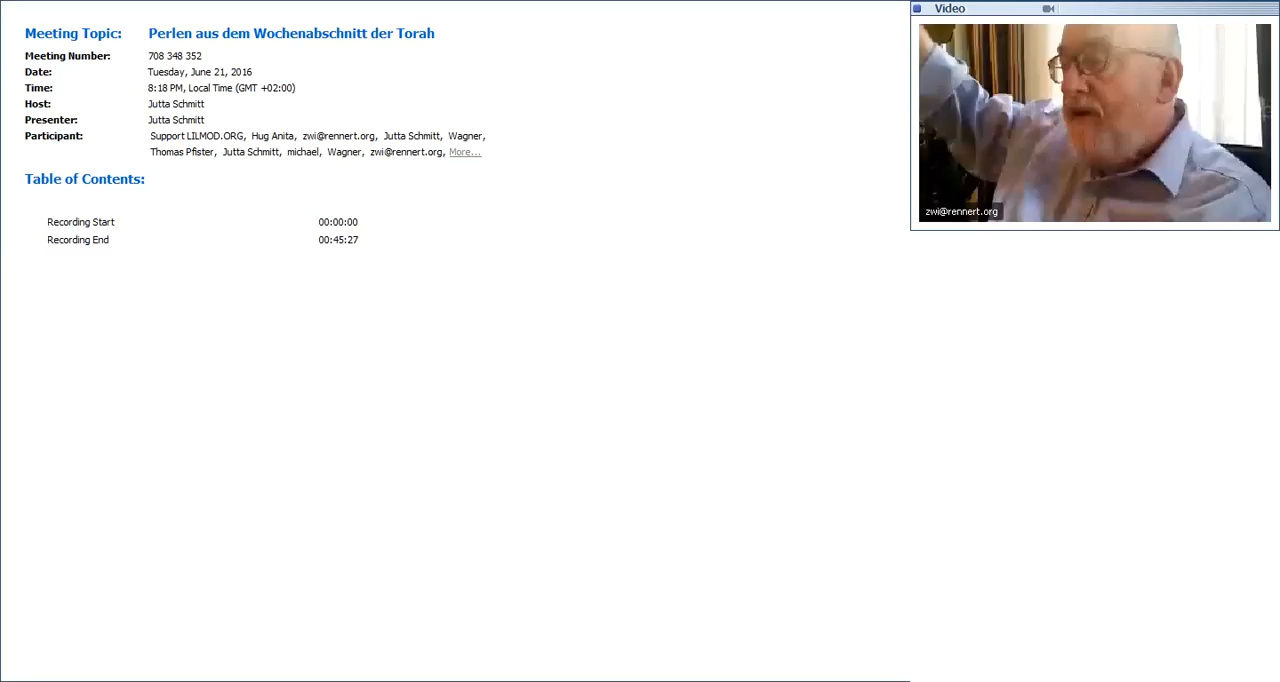 Meeting Topic: Perlen aus dem Wochenabschnitt der Torah
Meeting Number: 708 348 352
Date: Tuesday, June 21, 2016
Time: 8:18 PM, Local Time (GMT +02:00)
Host: Jutta Schmitt
Presenter: Jutta Schmitt
Participant: Support LILMOD.ORG, Hug Anita, zwi@rennert.org, Jutta Schmitt, Wagner,
Thomas Pfister, Jutta Schmitt, michael, Wagner, zwi@rennert.org, More...
Table of Contents:
Recording Start 00:00:00
Recording End 00:45:27
Video
zwi@rennert.org